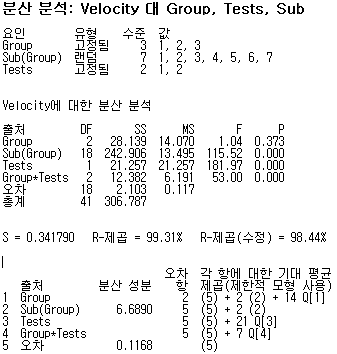 분산 분석: Velocity 대 Group, Tests, Sub
요인 유형 수준 값
Group 고정됨 3 1, 2, 3
Sub(Group) 랜덤 7 1, 2, 3, 4, 5, 6, 7
Tests 고정됨 2 1, 2
Velocity에 대한 분산 분석
출처 DF SS MS F P
Group 2 28.139 14.070 1.04 0.373
Sub(Group) 18 242.906 13.495 115.52 0.000
Tests 1 21.257 21.257 181.97 0.000
Group*Tests 2 12.382 6.191 53.00 0.000
오차 18 2.103 0.117
총계 41 306.787
S = 0.341790 R-제곱 = 99.31% R-제곱(수정) = 98.44%
오차 각 항에 대한 기대 평균
출처 분산 성분 항 제곱(제한적 모형 사용)
1 Group 2 (5) + 2 (2) + 14 Q[1]
2 Sub(Group) 6.6890 5 (5) + 2 (2)
3 Tests 5 (5) + 21 Q[3]
4 Group*Tests 5 (5) + 7 Q[4]
5 오차 0.1168 (5)